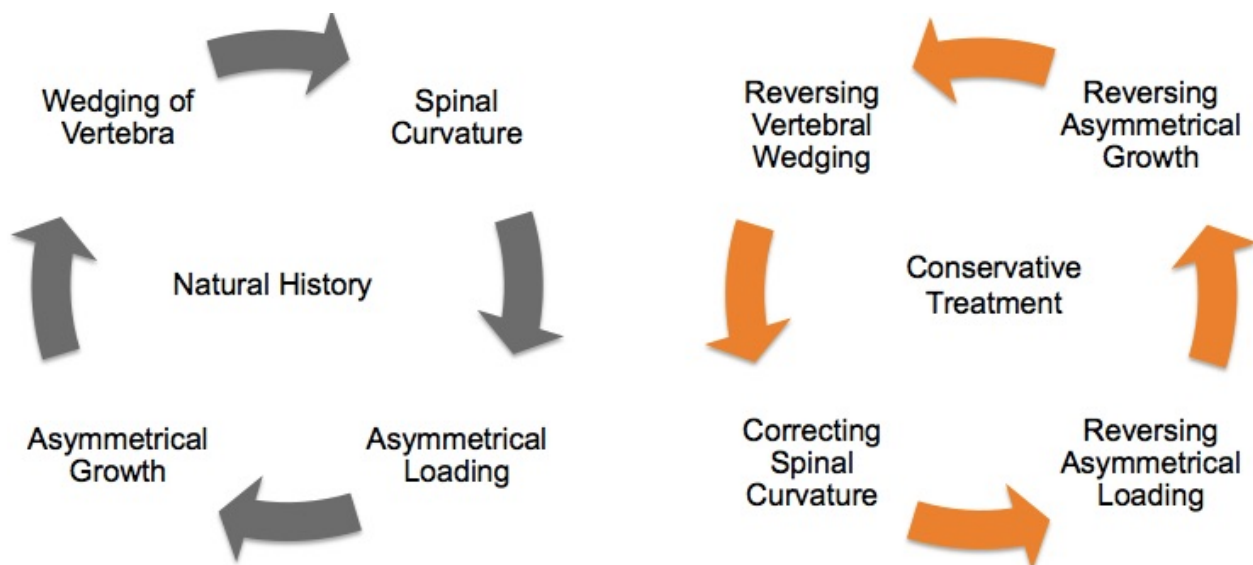 Wedging of
Vertebra
Spinal
Curvature
Natural History
Asymmetrical
Growth
Asymmetrical
Loading
Reversing
Vertebral
Wedging
Reversing
Asymmetrical
Growth
Conservative
Treatment
Correcting
Spinal
Curvature
Reversing
Asymmetrical
Loading